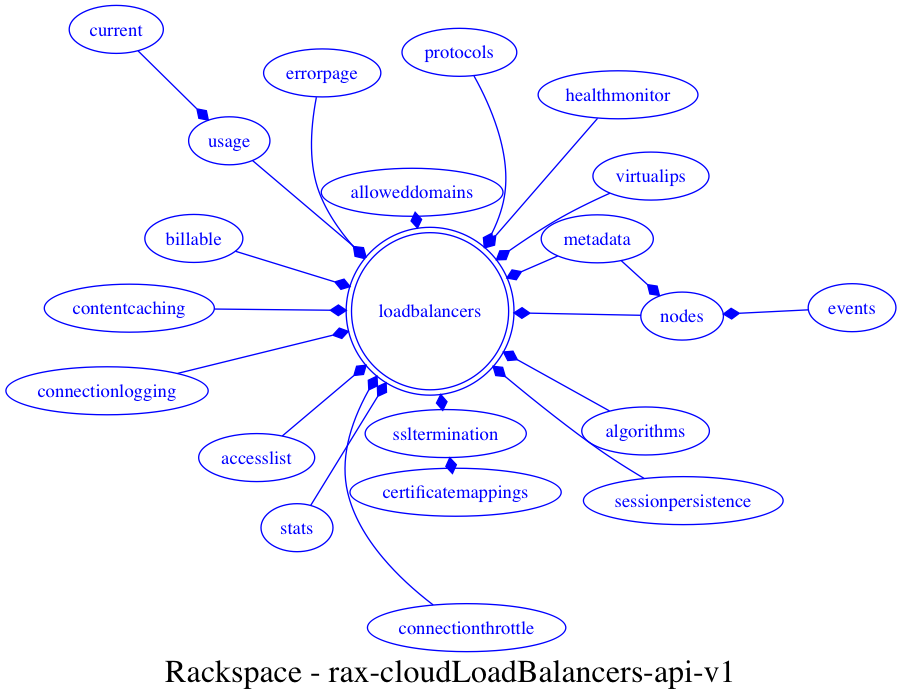 current
protocols
errorpage
healthmonitor
usage
virtualips
alloweddomains
billable
metadata
contentcaching
loadbalancers
nodes
events
connectionlogging
ssltermination
algorithms
accesslist
certificatemappings
sessionpersistence
stats
connectionthrottle
Rackspace - rax-cloudLoadBalancers-api-v1